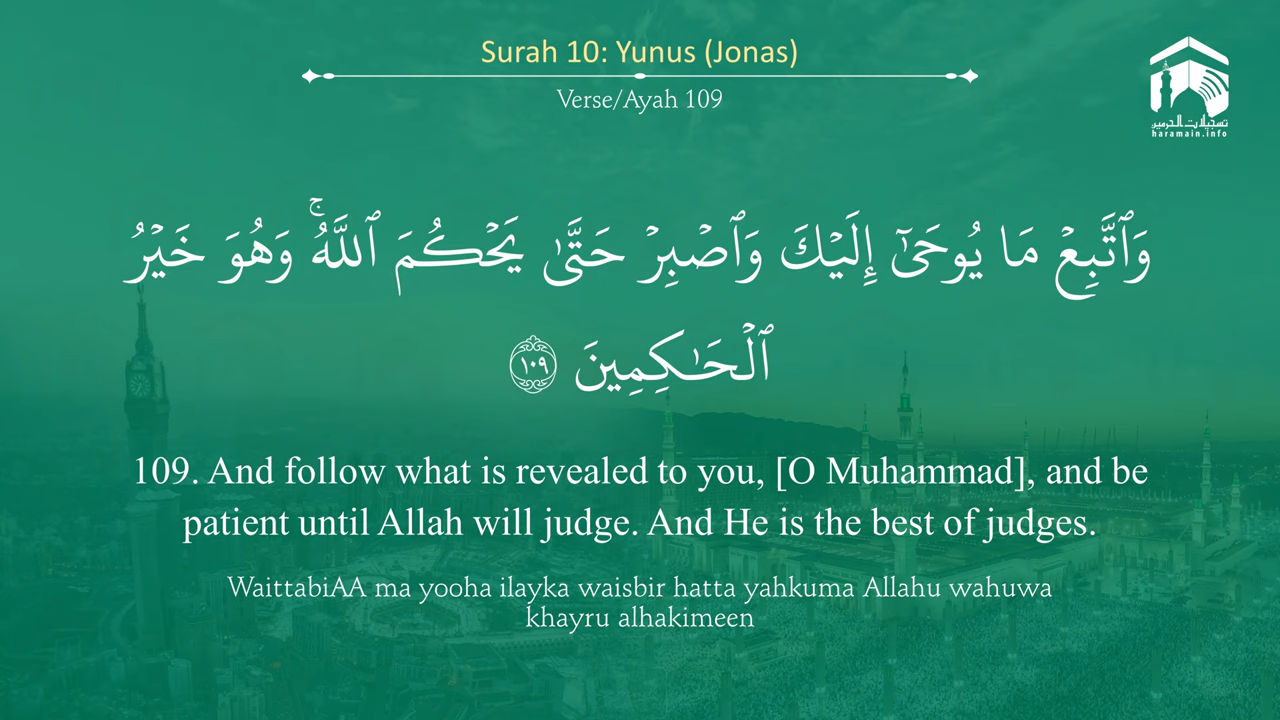 Surah 10: Yunus (Jonas)
Verse/Ayah 109
تسجيلات الحرمين
haramain.info
وَٱتَّبِعۡ مَا يُوحَىٰٓ إِلَيۡكَ وَٱصۡبِرۡ حَتَّىٰ يَحۡكُمَ ٱللَّهُۚ وَهُوَ خَيۡرُ
ٱلۡحَـٰكِمِينَ ١٠٩
109. And follow what is revealed to you, [O Muhammad], and be
patient until Allah will judge. And He is the best of judges.
WaittabiAA ma yooha ilayka waisbir hatta yahkuma Allahu wahuwa
khayru alhakimeen